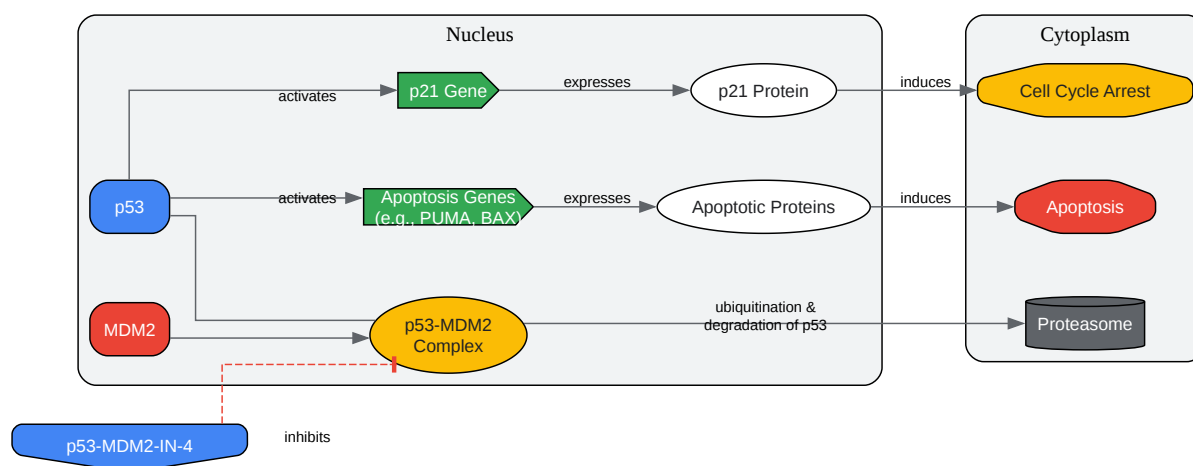 Nucleus
Cytoplasm
activates
p21 Gene
expresses
p21 Protein
induces
Cell Cycle Arrest
p53
activates
Apoptosis Genes
(e.g., PUMA, BAX)
expresses
Apoptotic Proteins
induces
Apoptosis
MDM2
p53-MDM2
Complex
ubiquitination &
degradation of p53
Proteasome
p53-MDM2-IN-4
inhibits